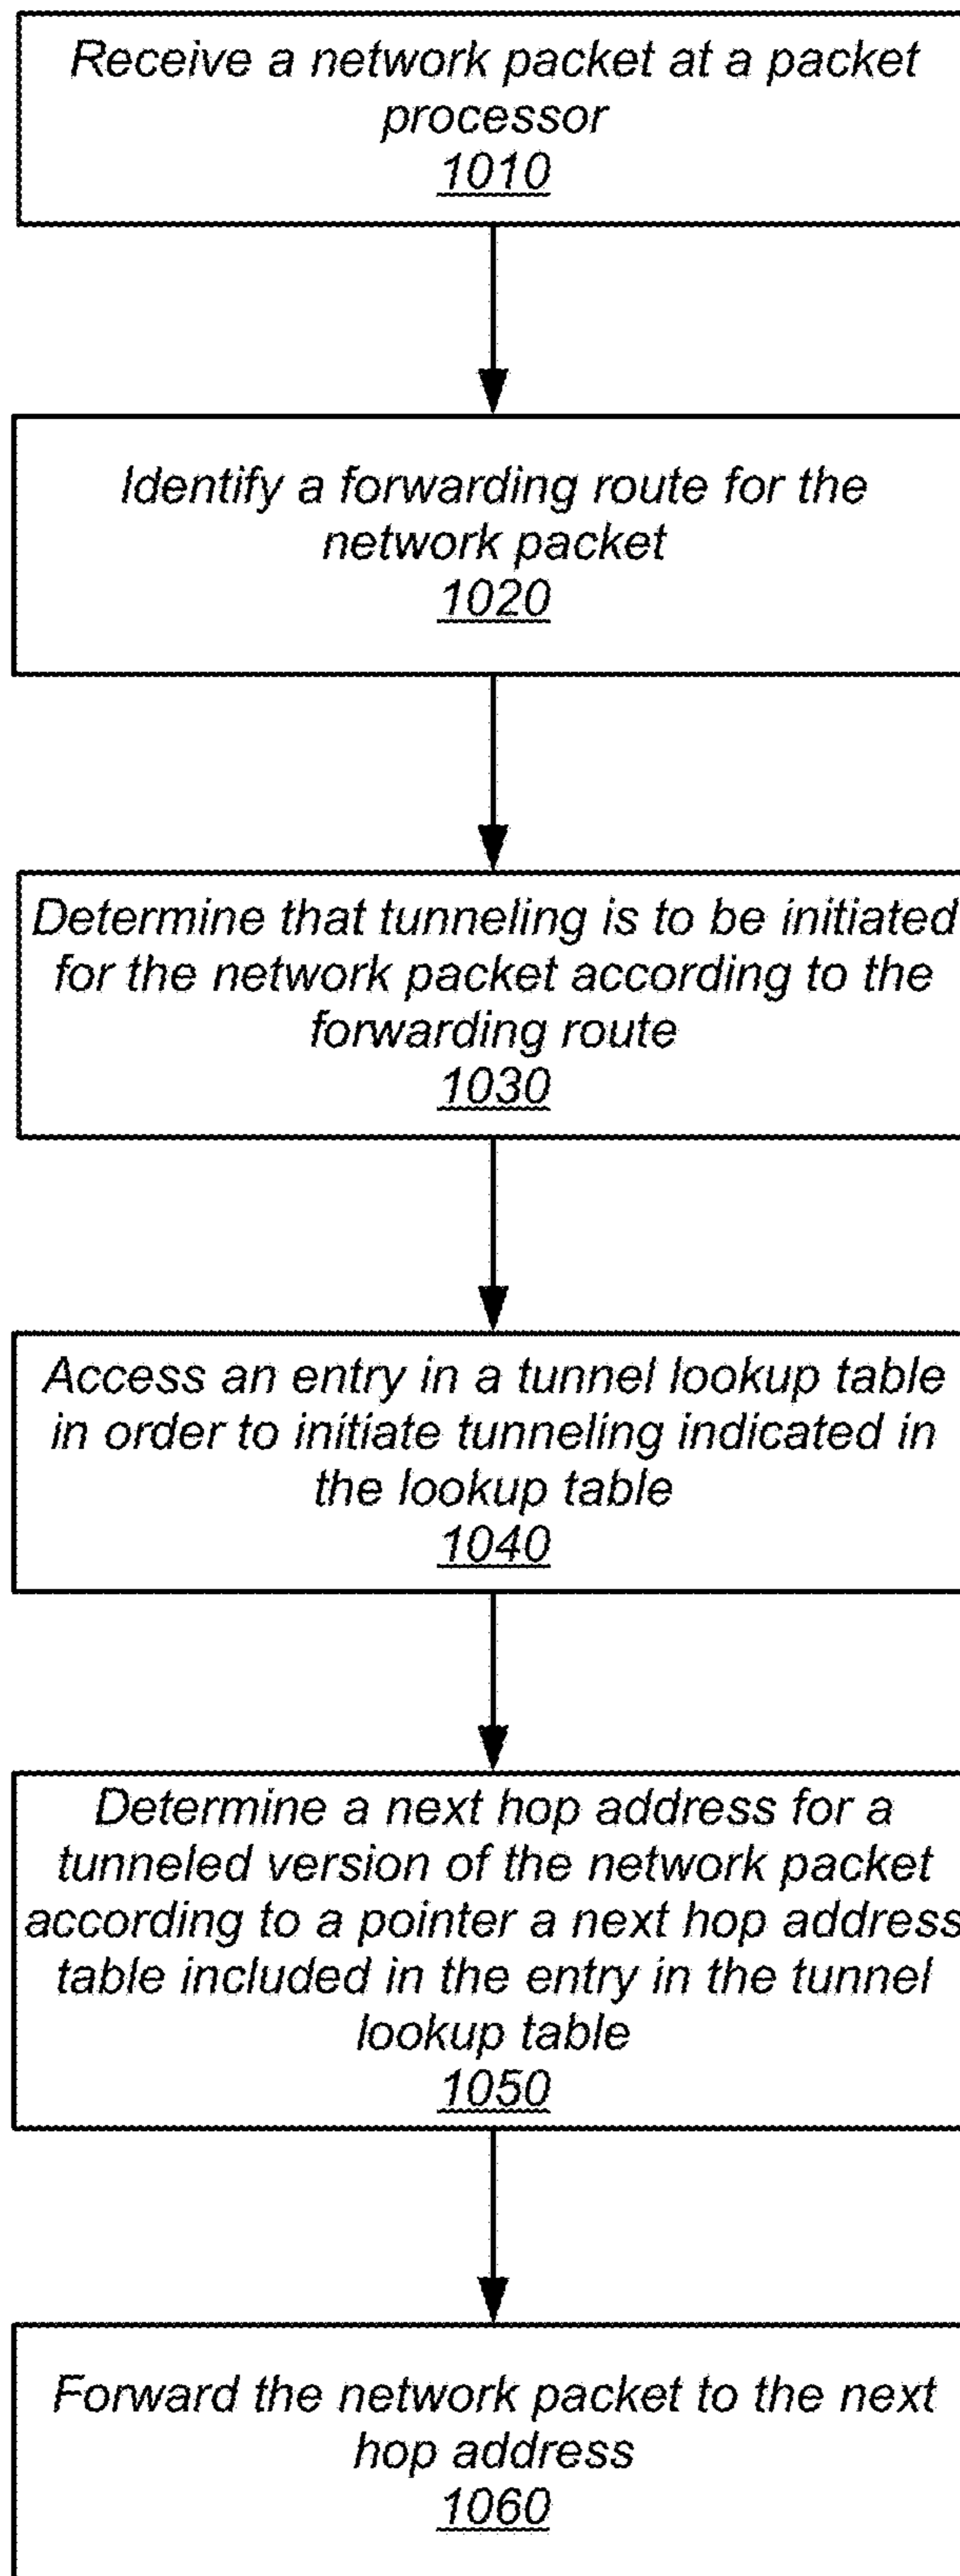 Receive a network packet at a packet
processor
1010
Identify a forwarding route for the
network packet
1020
Determine that tunneling is to be initiated
for the network packet according to the
forwarding route
1030
Access an entry in a tunnel lookup table
in order to initiate tunneling indicated in
the lookup table
1040
Determine a next hop address for a
tunneled version of the network packet
according to a pointer a next hop address
table included in the entry in the tunnel
lookup table
1050
Forward the network packet to the next
hop address
1060